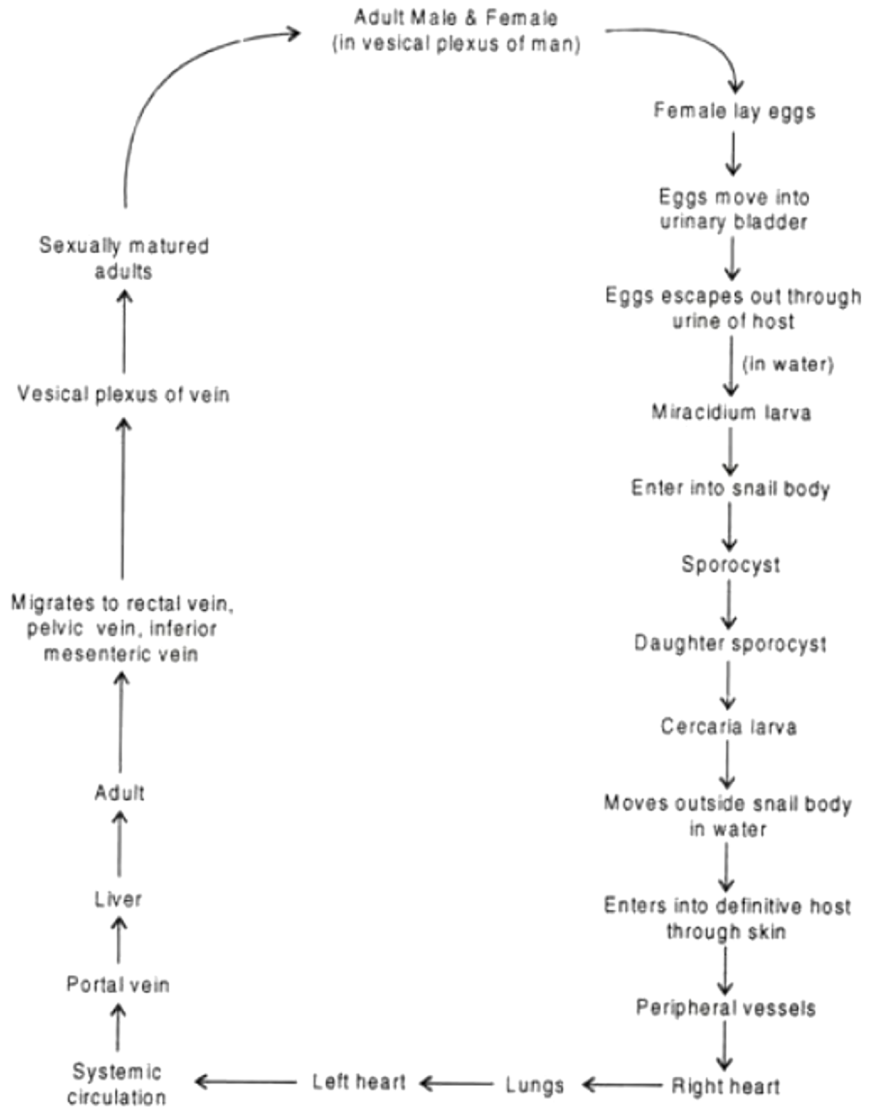 Adult Male & Female
(in vesical plexus of man)
Female lay eggs
Eggs move into
urinary bladder
Eggs escapes out through
urine of host
(in water)
Miracidium larva
Enter into snail body
Sporocyst
Daughter sporocyst
Cercaria larva
Moves outside snail body
in water
Enters into definitive host
through skin
Peripheral vessels
Right heart
Lungs
Left heart
Systemic
circulation
Portal vein
Liver
Adult
Migrates to rectal vein,
pelvic vein, inferior
mesenteric vein
Vesical plexus of vein
Sexually matured
adults